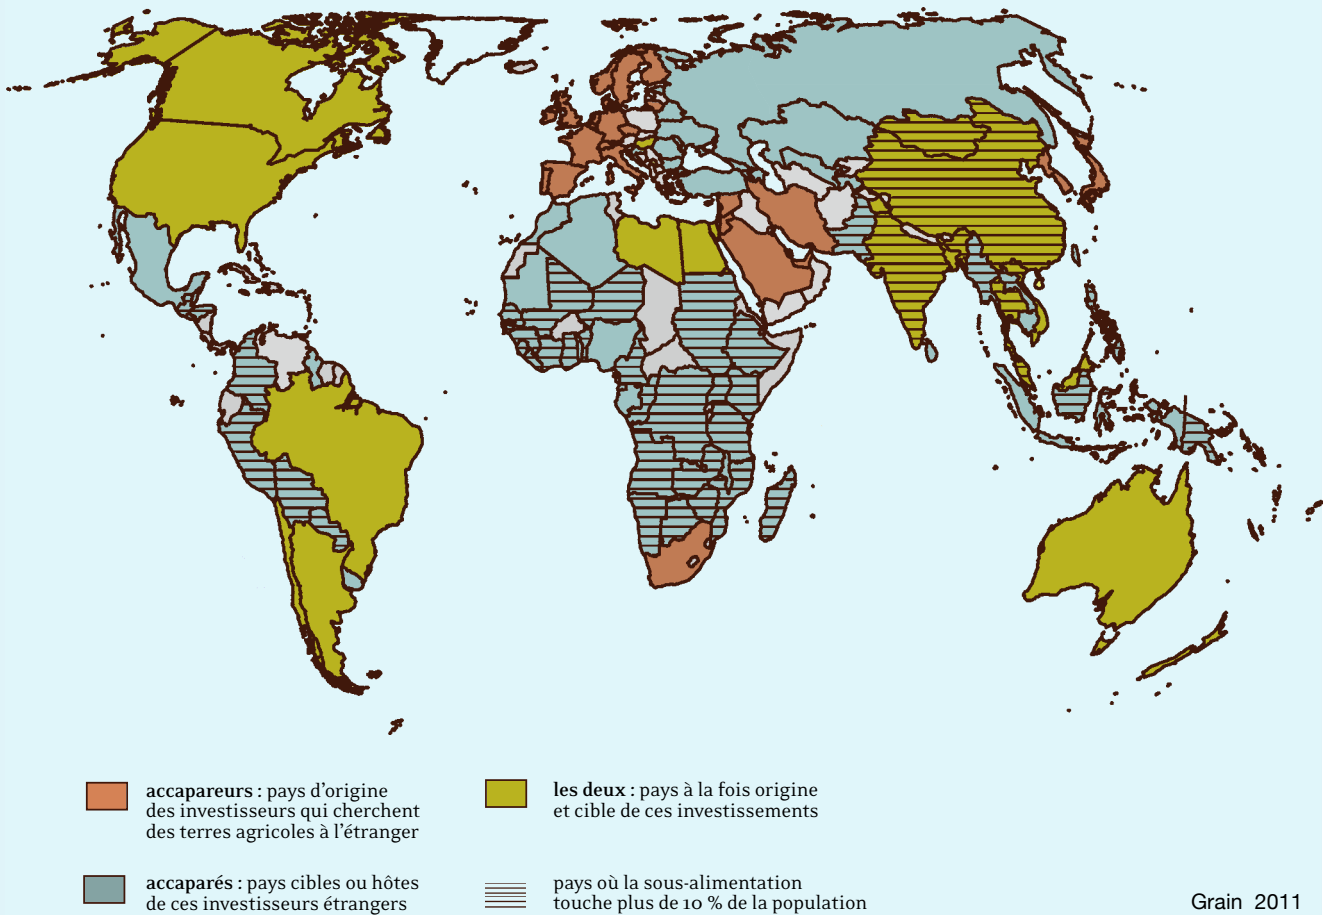 accapareurs : pays d'origine
des investisseurs qui cherchent
des terres agricoles à l'étranger
accaparés : pays cibles ou hôtes
de ces investisseurs étrangers
les deux : pays à la fois origine
et cible de ces investissements
pays où la sous-alimentation
touche plus de 10 % de la population
Grain 2011